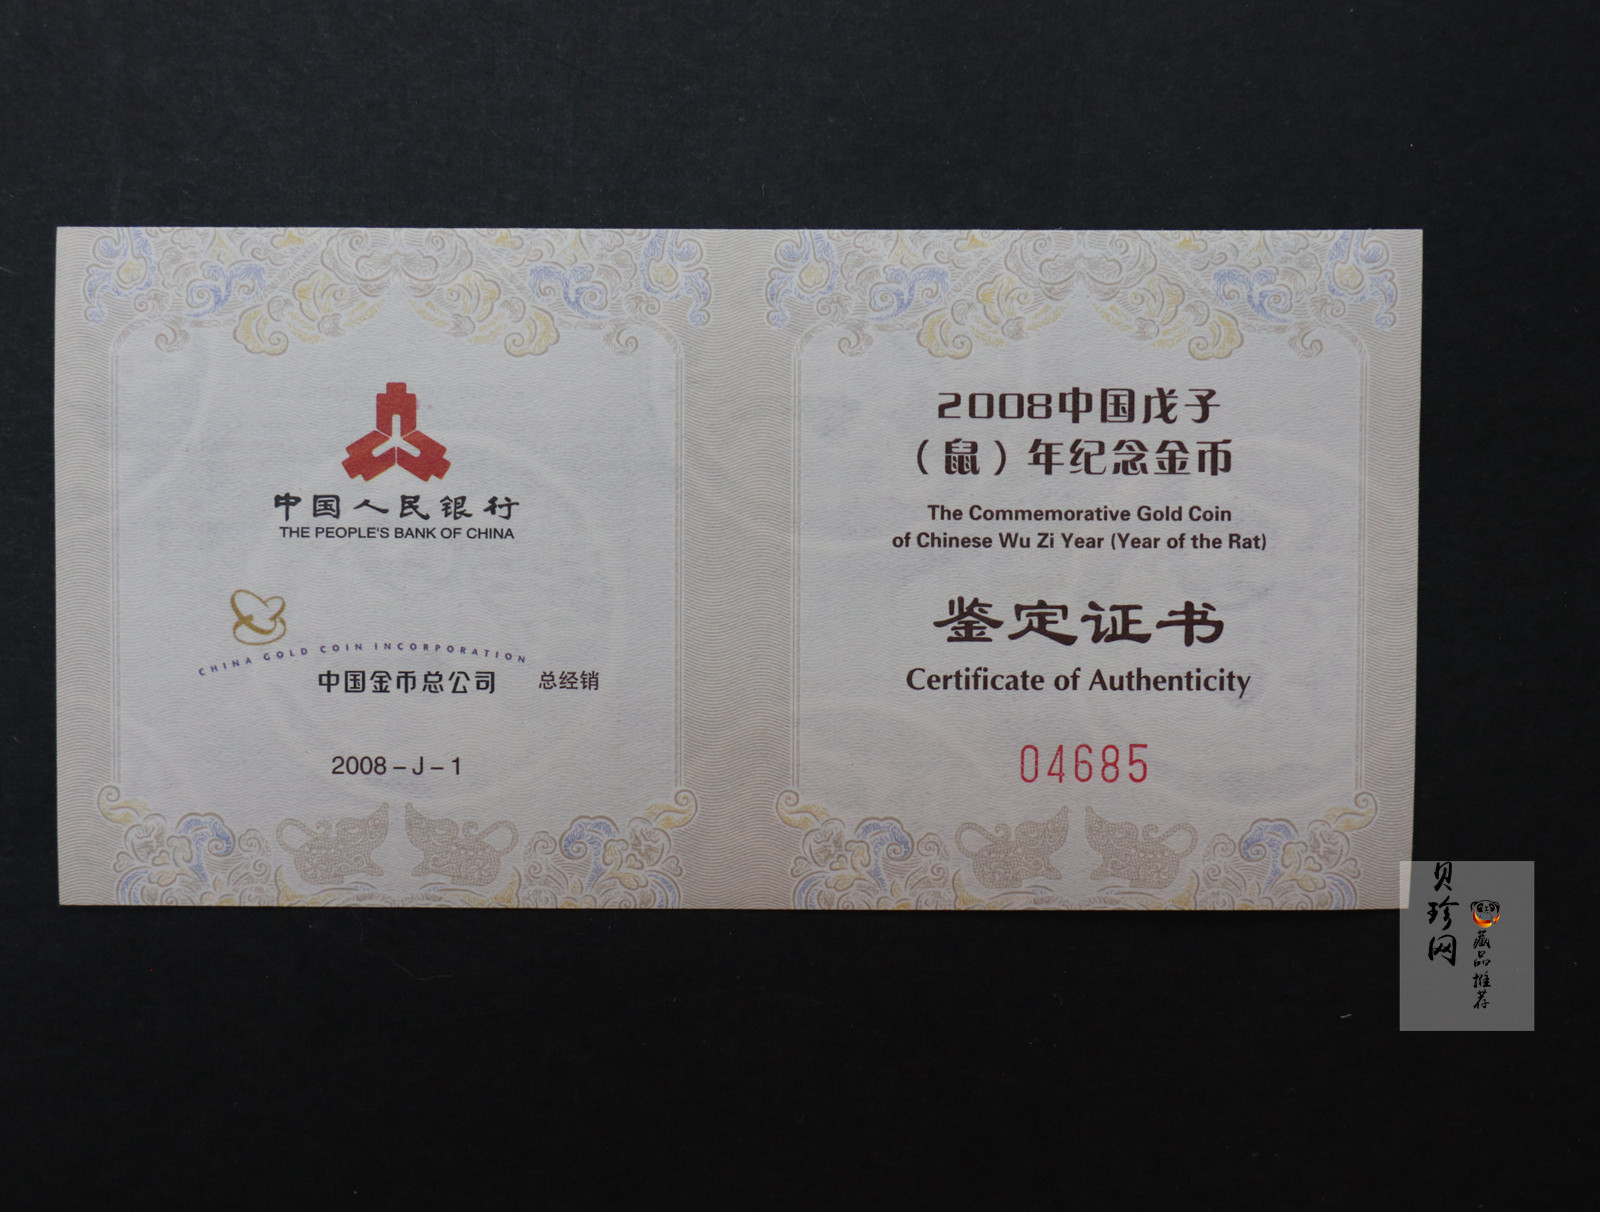 中国人民银行
THE PEOPLE'S BANK OF CHINA
CHINA GOLD COIN INCORPORATION
中国金币总公司 总经销
2008－J－1
2008中国戊子
（鼠）年纪念金币
The Commemorative Gold Coin
of Chinese Wu Zi Year (Year of the Rat)
鉴定证书
Certificate of Authenticity
04685
贝珍网
藏品推荐